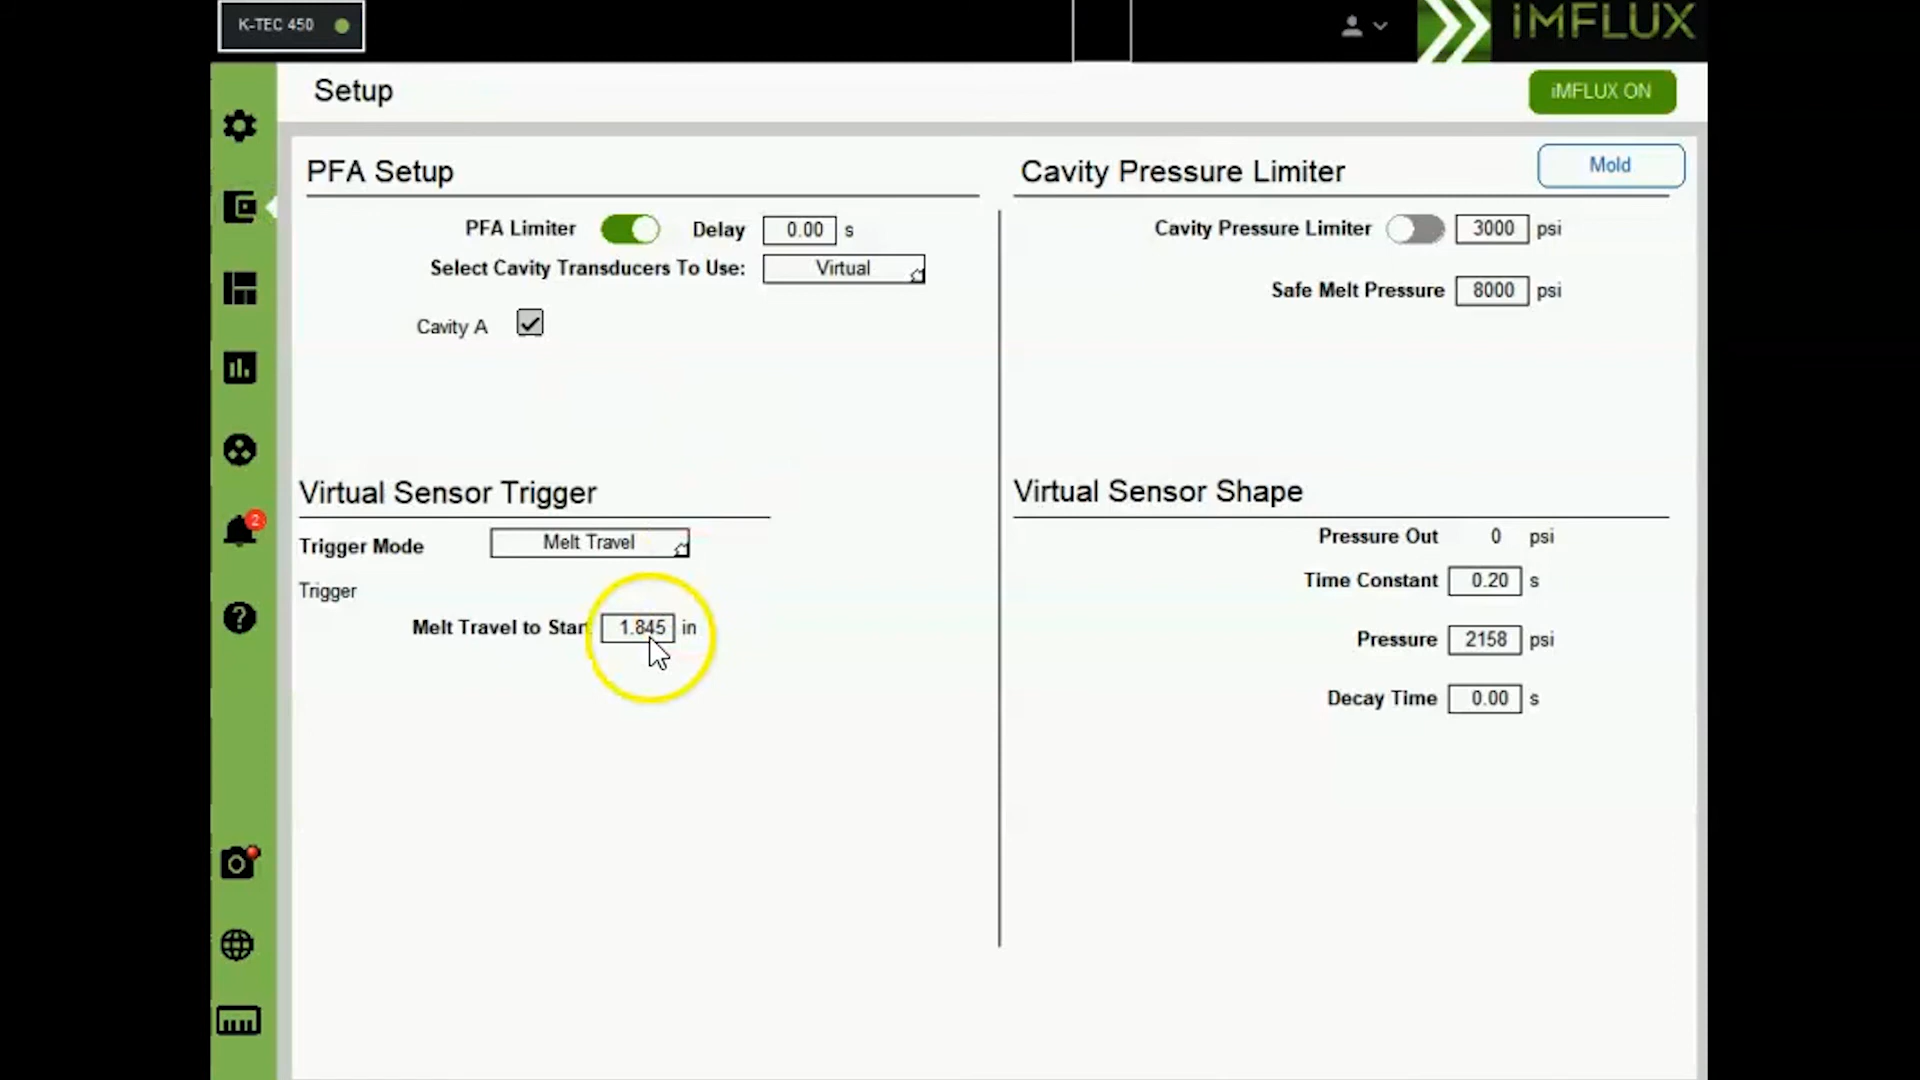 K-TEC 450
iMFLUX
Setup
iMFLUX ON
PFA Setup
PFA Limiter Delay 0.00 s
Select Cavity Transducers To Use: Virtual
Cavity A
Cavity Pressure Limiter Mold
Cavity Pressure Limiter 3000 psi
Safe Melt Pressure 8000 psi
2
Virtual Sensor Trigger
Trigger Mode Melt Travel
Trigger
Melt Travel to Start 1.845 in
Virtual Sensor Shape
Pressure Out 0 psi
Time Constant 0.20 s
Pressure 2158 psi
Decay Time 0.00 s